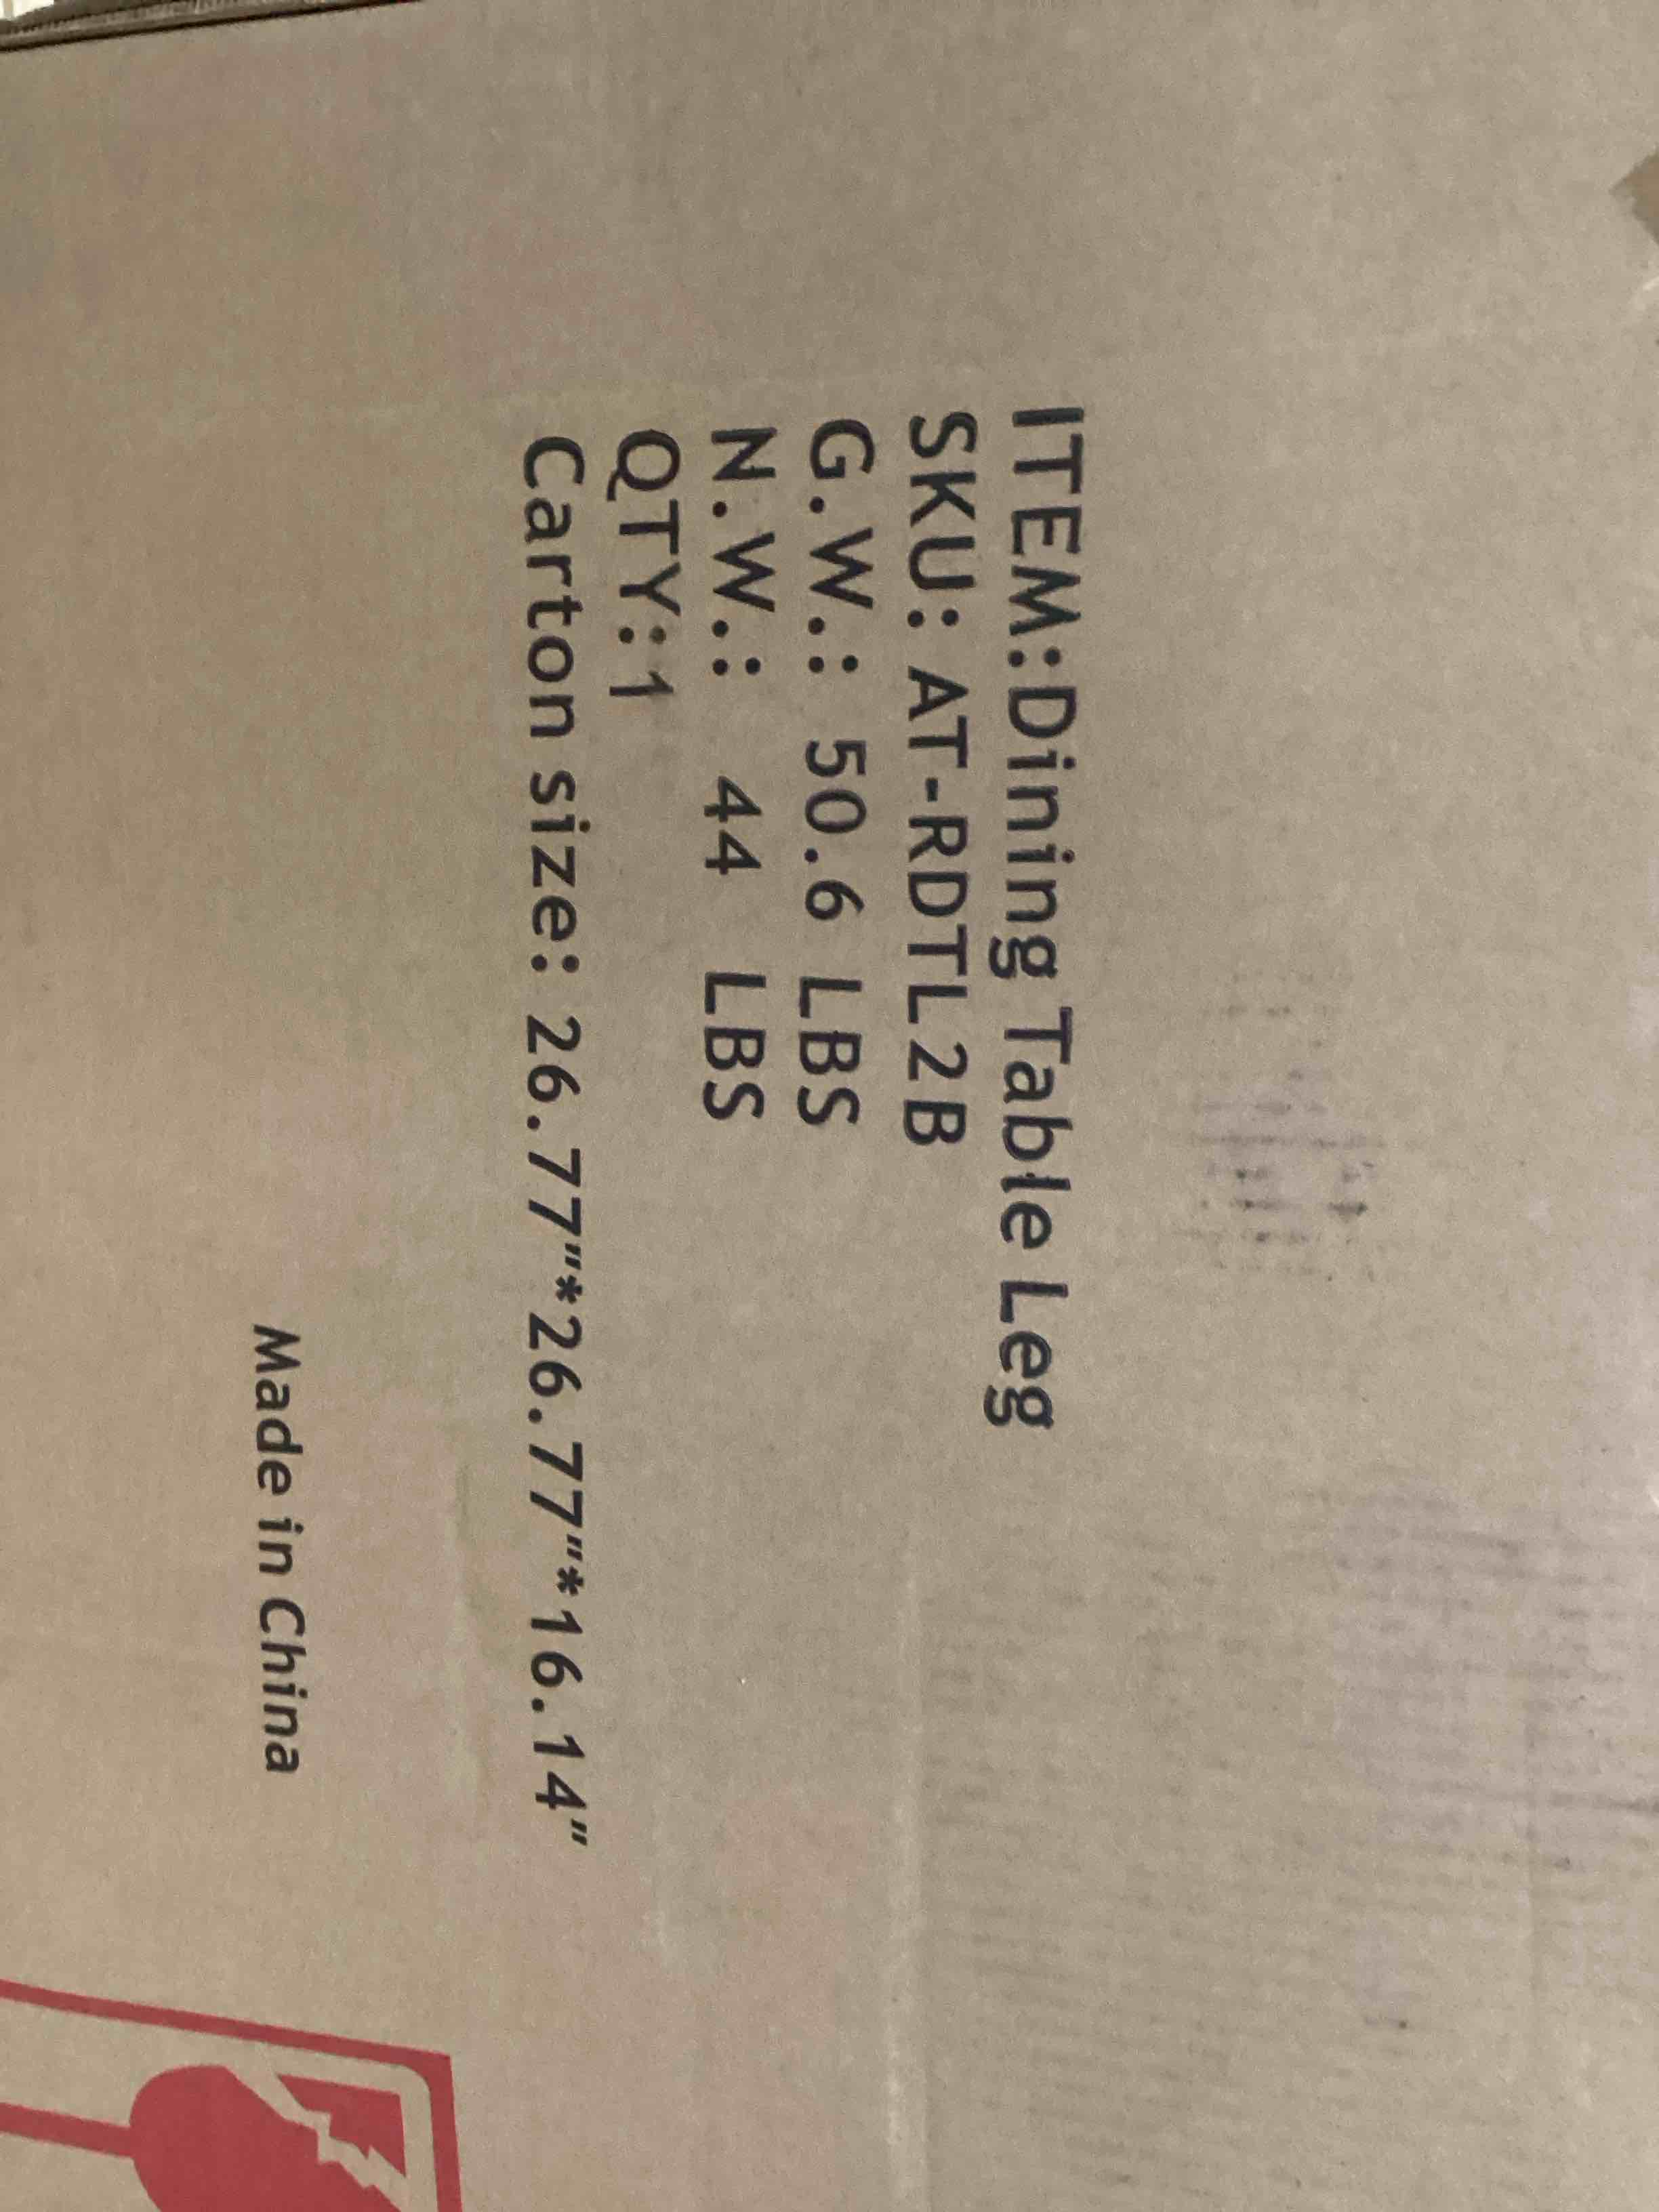 ITEM:Dining Table Leg
SKU: AT-RDTL2B
G.W.: 50.6 LBS
N.W.: 44 LBS
QTY:1
Carton size: 26.77"*26.77"*16.14"
Made in China